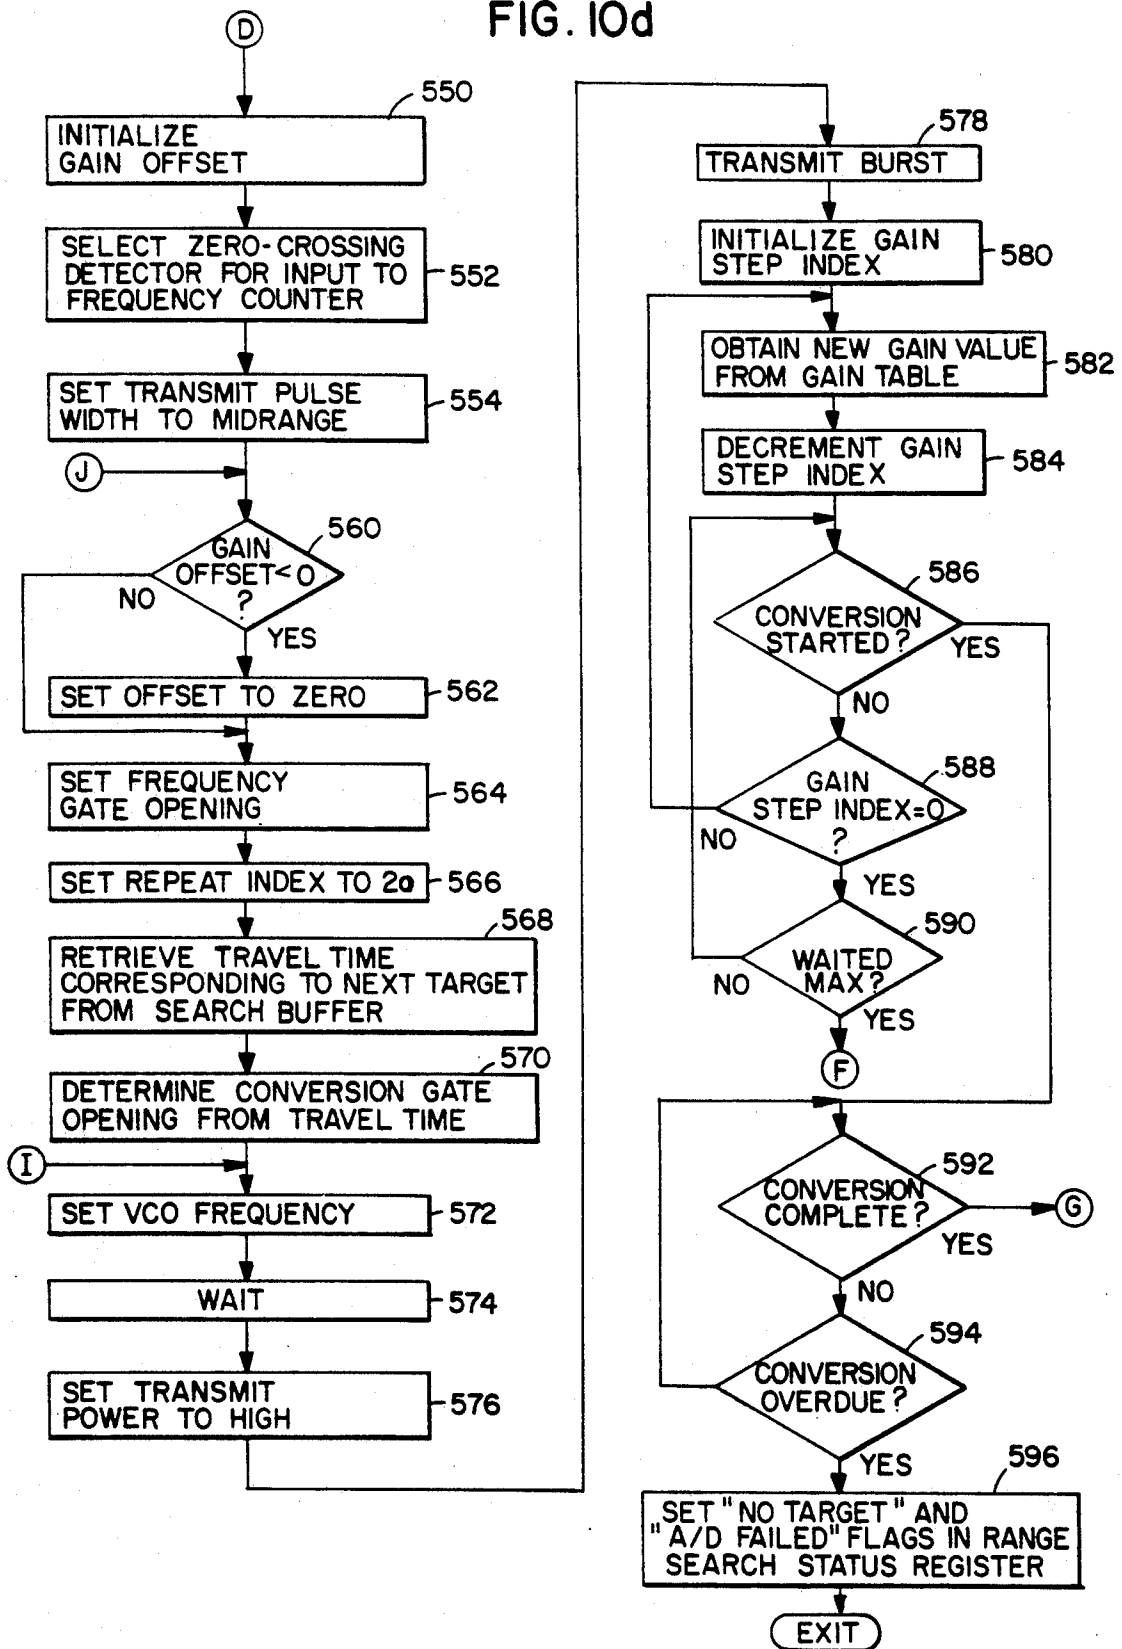 FIG. 10d
D
550
INITIALIZE
GAIN OFFSET
SELECT ZERO-CROSSING
DETECTOR FOR INPUT TO
FREQUENCY COUNTER
552
SET TRANSMIT PULSE
WIDTH TO MIDRANGE
554
J
560
GAIN
OFFSET<0
?
NO
YES
SET OFFSET TO ZERO
562
SET FREQUENCY
GATE OPENING
564
SET REPEAT INDEX TO 20
566
568
RETRIEVE TRAVEL TIME
CORRESPONDING TO NEXT TARGET
FROM SEARCH BUFFER
570
DETERMINE CONVERSION GATE
OPENING FROM TRAVEL TIME
I
SET VCO FREQUENCY
572
WAIT
574
SET TRANSMIT
POWER TO HIGH
576
578
TRANSMIT BURST
INITIALIZE GAIN
STEP INDEX
580
OBTAIN NEW GAIN VALUE
FROM GAIN TABLE
582
DECREMENT GAIN
STEP INDEX
584
586
CONVERSION
STARTED?
YES
NO
588
GAIN
STEP INDEX=0
?
NO
YES
590
WAITED
MAX?
NO
YES
F
592
CONVERSION
COMPLETE?
G
YES
NO
594
CONVERSION
OVERDUE?
YES
596
SET "NO TARGET" AND
"A/D FAILED" FLAGS IN RANGE
SEARCH STATUS REGISTER
EXIT